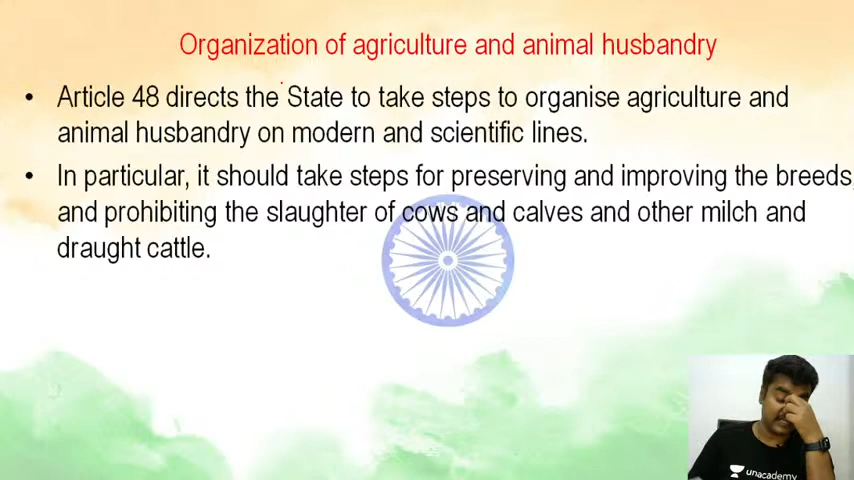 Organization of agriculture and animal husbandry
• Article 48 directs the State to take steps to organise agriculture and
animal husbandry on modern and scientific lines.
• In particular, it should take steps for preserving and improving the breeds,
and prohibiting the slaughter of cows and calves and other milch and
draught cattle.
unacademy